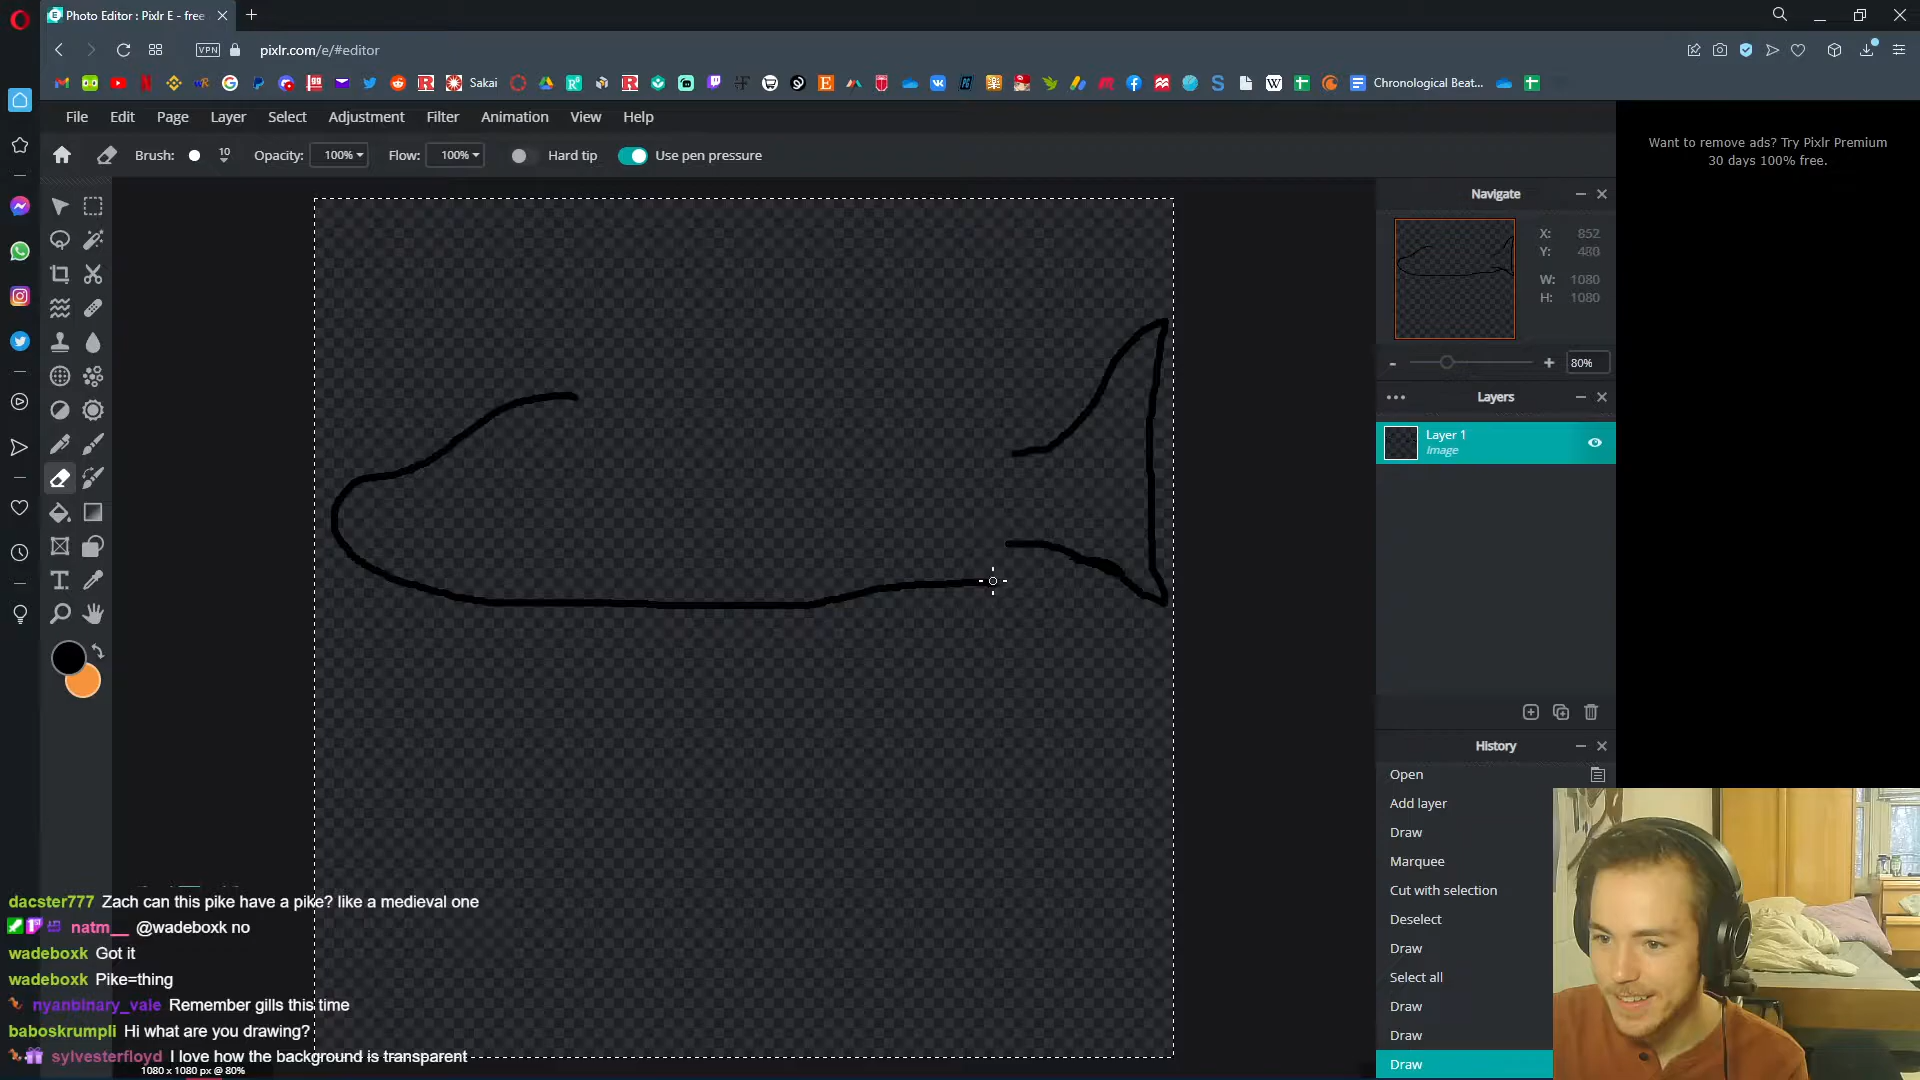 Photo Editor : Pixlr E - free
VPN
pixlr.com/e/#editor
Sakai
Chronological Beat...
File Edit Page Layer Select Adjustment Filter Animation View Help
Brush: 10 Opacity: 100% Flow: 100% Hard tip Use pen pressure
Want to remove ads? Try Pixlr Premium
30 days 100% free.
Navigate
X: 852
Y: 480
W: 1080
H: 1080
- + 80%
Layers
Layer 1
Image
History
Open
Add layer
Draw
Marquee
Cut with selection
Deselect
Draw
Select all
Draw
Draw
Draw
dacster777 Zach can this pike have a pike? like a medieval one
natm__ @wadeboxk no
wadeboxk Got it
wadeboxk Pike=thing
nyanbinary_vale Remember gills this time
baboskrumpli Hi what are you drawing?
sylvesterfloyd I love how the background is transparent
1080 x 1080 px @ 80%